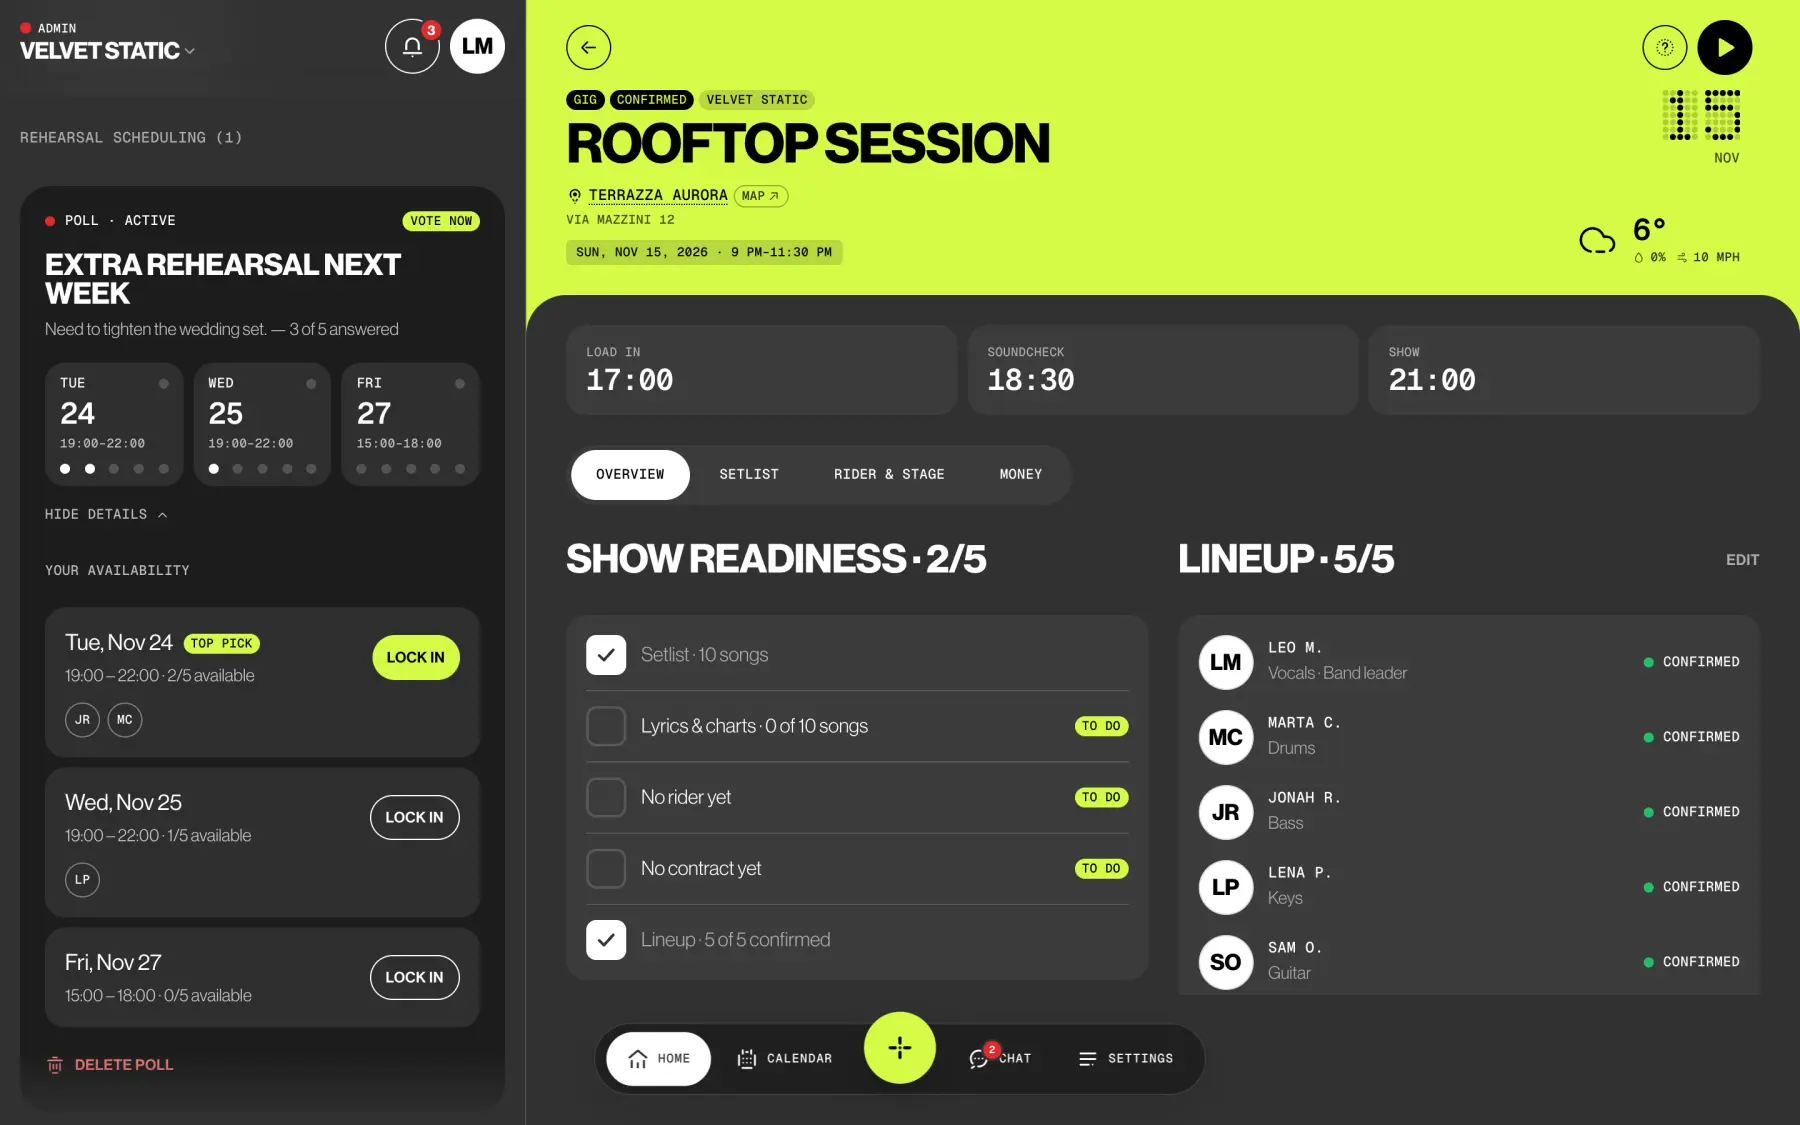 ADMIN
VELVET STATIC
3
LM
REHEARSAL SCHEDULING (1)
POLL · ACTIVE
VOTE NOW
EXTRA REHEARSAL NEXT
WEEK
Need to tighten the wedding set. — 3 of 5 answered
TUE
24
19:00–22:00
WED
25
19:00–22:00
FRI
27
15:00–18:00
HIDE DETAILS
YOUR AVAILABILITY
Tue, Nov 24 TOP PICK
19:00 – 22:00 · 2/5 available
LOCK IN
JR MC
Wed, Nov 25
19:00 – 22:00 · 1/5 available
LOCK IN
LP
Fri, Nov 27
15:00 – 18:00 · 0/5 available
LOCK IN
DELETE POLL
?
GIG CONFIRMED VELVET STATIC
ROOFTOP SESSION
TERRAZZA AURORA MAP
VIA MAZZINI 12
SUN, NOV 15, 2026 · 9 PM–11:30 PM
15
NOV
6°
0% 10 MPH
LOAD IN
17:00
SOUNDCHECK
18:30
SHOW
21:00
OVERVIEW SETLIST RIDER & STAGE MONEY
SHOW READINESS · 2/5
Setlist · 10 songs
Lyrics & charts · 0 of 10 songs TO DO
No rider yet TO DO
No contract yet TO DO
Lineup · 5 of 5 confirmed
LINEUP · 5/5
EDIT
LM
LEO M.
Vocals · Band leader
CONFIRMED
MC
MARTA C.
Drums
CONFIRMED
JR
JONAH R.
Bass
CONFIRMED
LP
LENA P.
Keys
CONFIRMED
SO
SAM O.
Guitar
CONFIRMED
HOME CALENDAR 2 CHAT SETTINGS